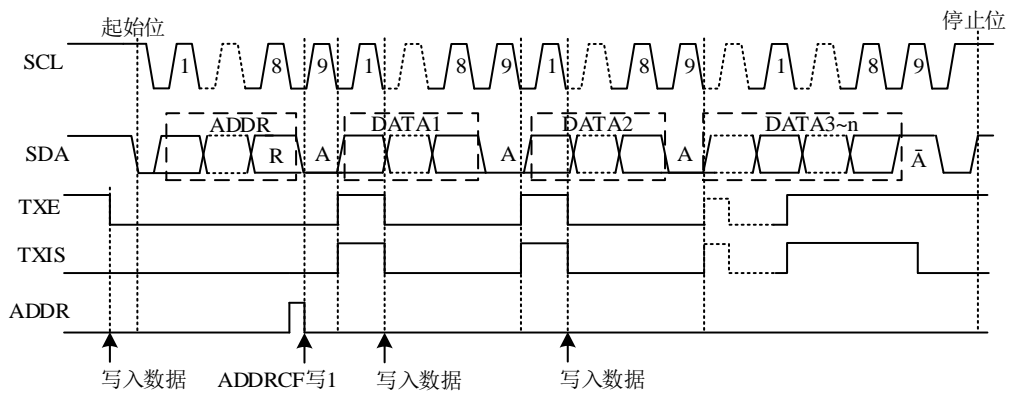 起始位 停止位
SCL 1 8 9 1 8 9 1 8 9 1 8 9
ADDR DATA1 DATA2 DATA3~n
SDA R A A A Ā
TXE
TXIS
ADDR
写入数据 ADDRCF写1 写入数据 写入数据